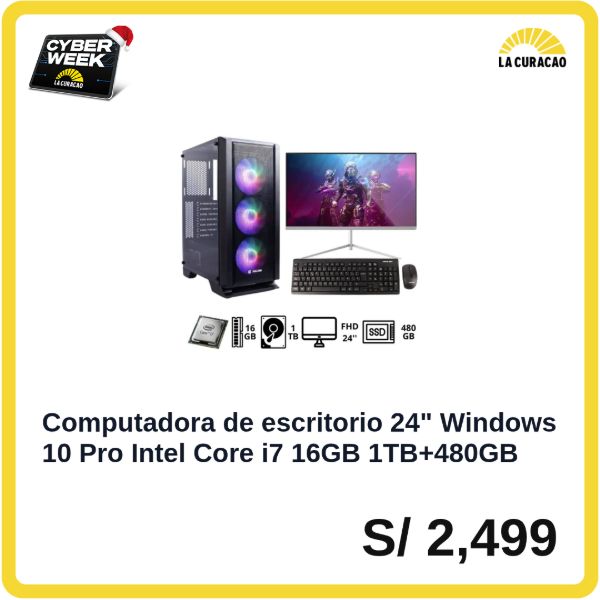 CYBER
WEEK
LA CURACAO
LA CURACAO
16
GB
1
TB
FHD
24''
SSD
480
GB
Computadora de escritorio 24" Windows
10 Pro Intel Core i7 16GB 1TB+480GB
S/ 2,499